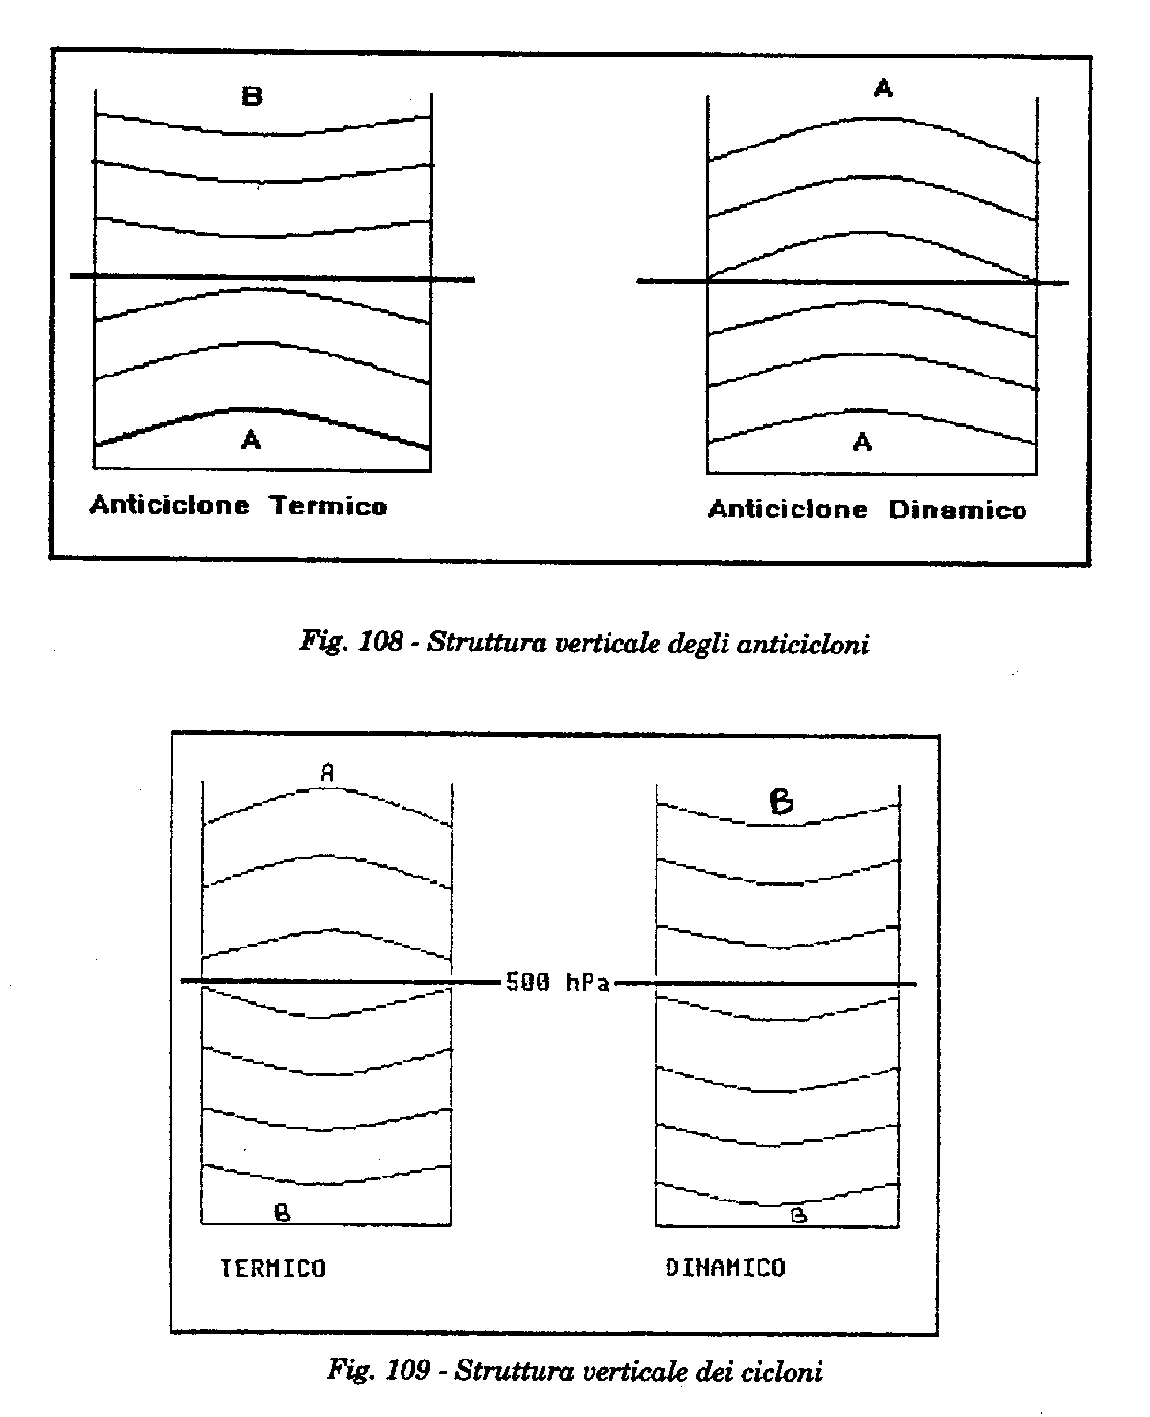 B
A
A
A
Anticiclone Termico
Anticiclone Dinamico
Fig. 108 - Struttura verticale degli anticicloni
A
B
500 hPa
B
B
TERMICO
DINAMICO
Fig. 109 - Struttura verticale dei cicloni